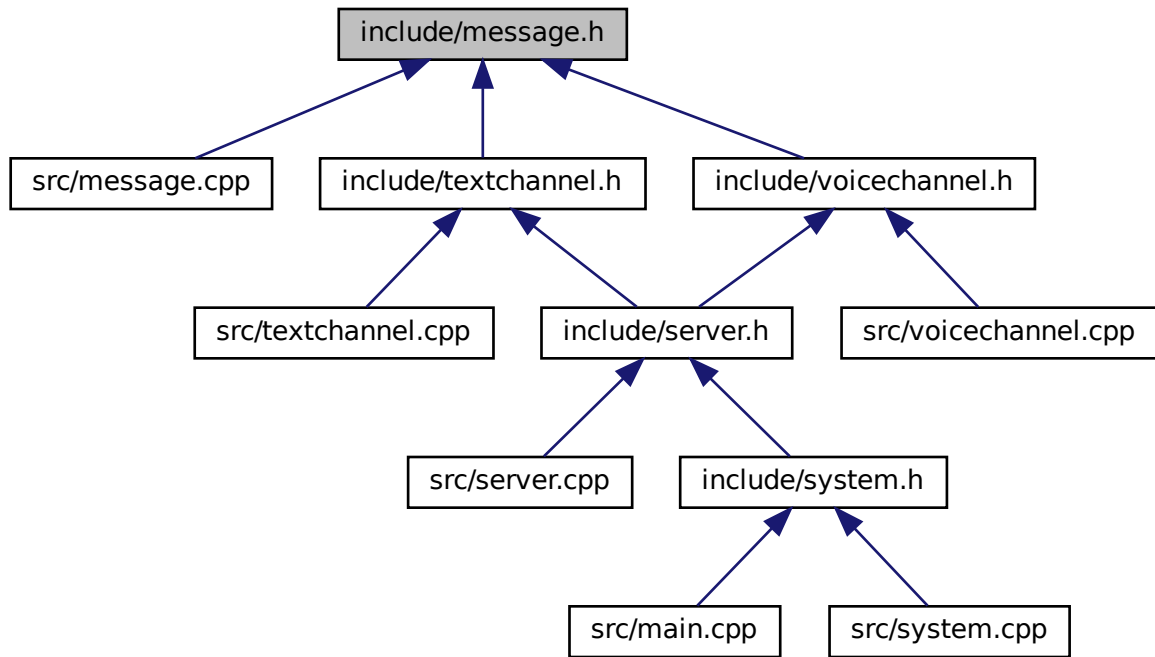 include/message.h
src/message.cpp
include/textchannel.h
include/voicechannel.h
src/textchannel.cpp
include/server.h
src/voicechannel.cpp
src/server.cpp
include/system.h
src/main.cpp
src/system.cpp